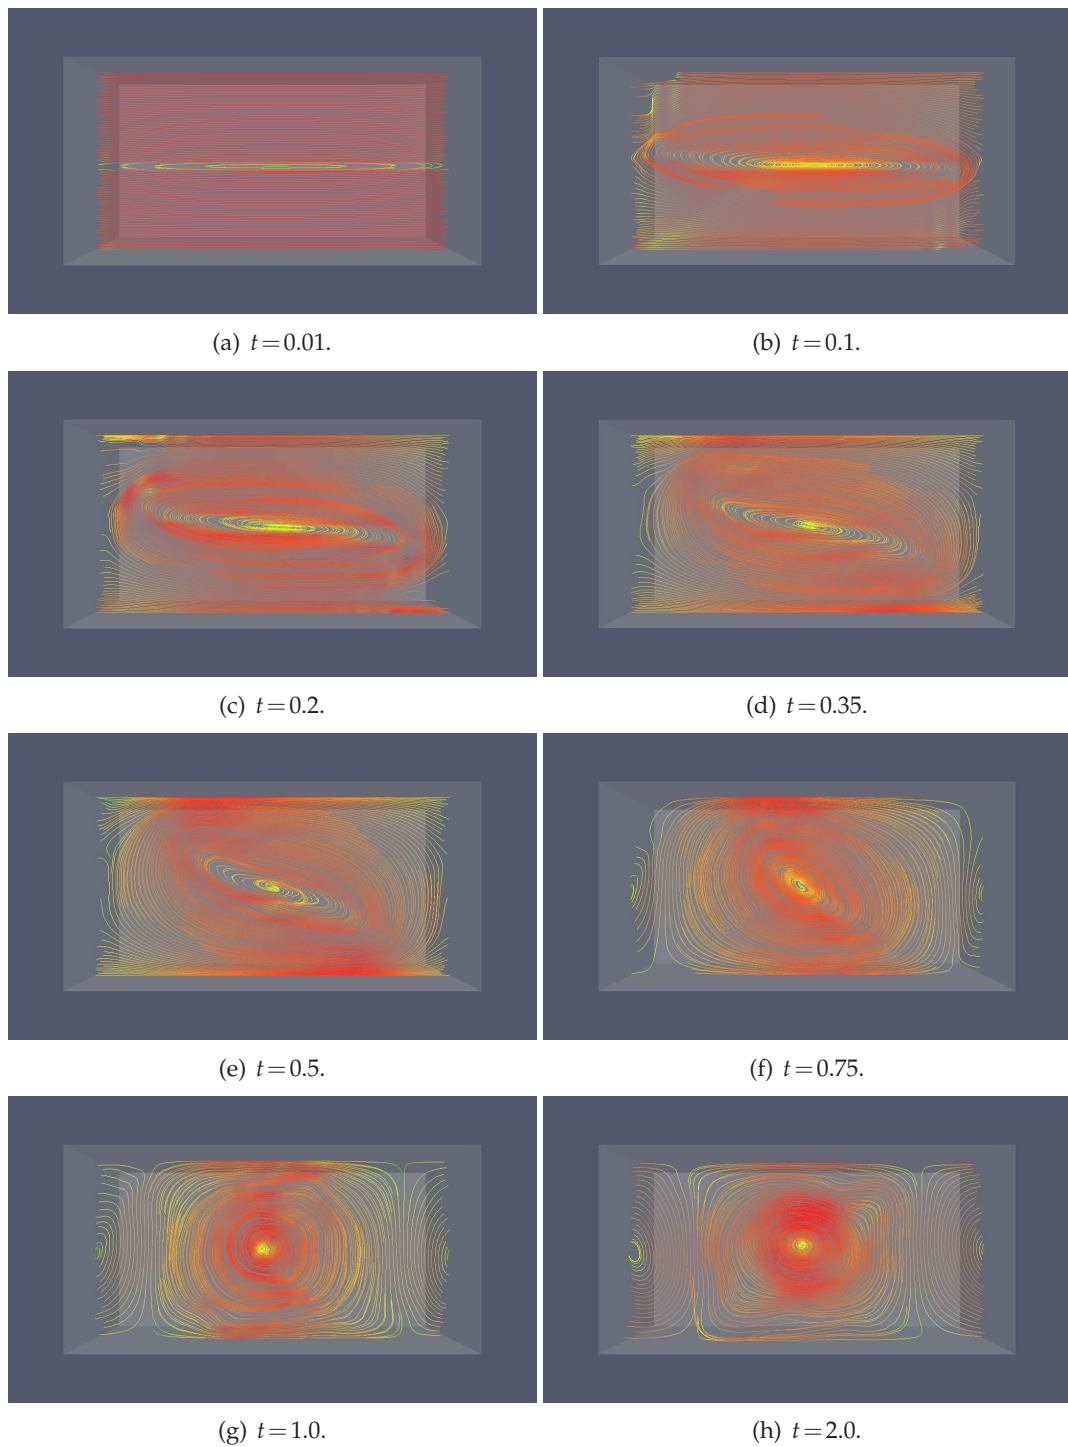 (a) t=0.01.
(b) t=0.1.
(c) t=0.2.
(d) t=0.35.
(e) t=0.5.
(f) t=0.75.
(g) t=1.0.
(h) t=2.0.